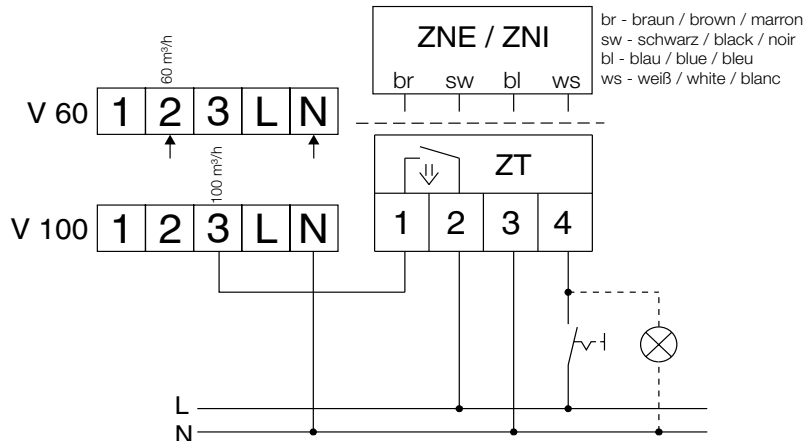 ZNE / ZNI
br sw bl ws
br - braun / brown / marron
sw - schwarz / black / noir
bl - blau / blue / bleu
ws - weiß / white / blanc
60 m³/h
V 60 1 2 3 L N
ZT
100 m³/h
V 100 1 2 3 L N
1 2 3 4
L
N